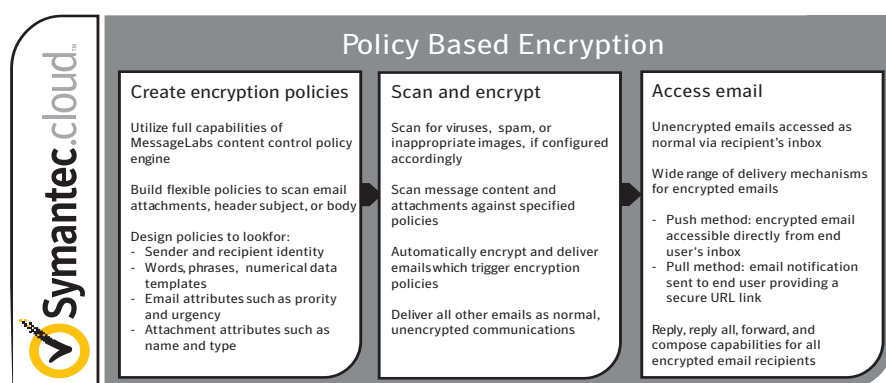 Symantec.cloud™
Policy Based Encryption
Create encryption policies
Utilize full capabilities of
MessageLabs content control policy
engine
Build flexible policies to scan email
attachments, header subject, or body
Design policies to lookfor:
- Sender and recipient identity
- Words, phrases, numerical data
templates
- Email attributes such as prority
and urgency
- Attachment attributes such as
name and type
Scan and encrypt
Scan for viruses, spam, or
inappropriate images, if configured
accordingly
Scan message content and
attachments against specified
policies
Automatically encrypt and deliver
emails which trigger encryption
policies
Deliver all other emails as normal,
unencrypted communications
Access email
Unencrypted emails accessed as
normal via recipient's inbox
Wide range of delivery mechanisms
for encrypted emails
- Push method: encrypted email
accessible directly from end
user's inbox
- Pull method: email notification
sent to end user providing a
secure URL link
Reply, reply all, forward, and
compose capabilities for all
encrypted email recipients